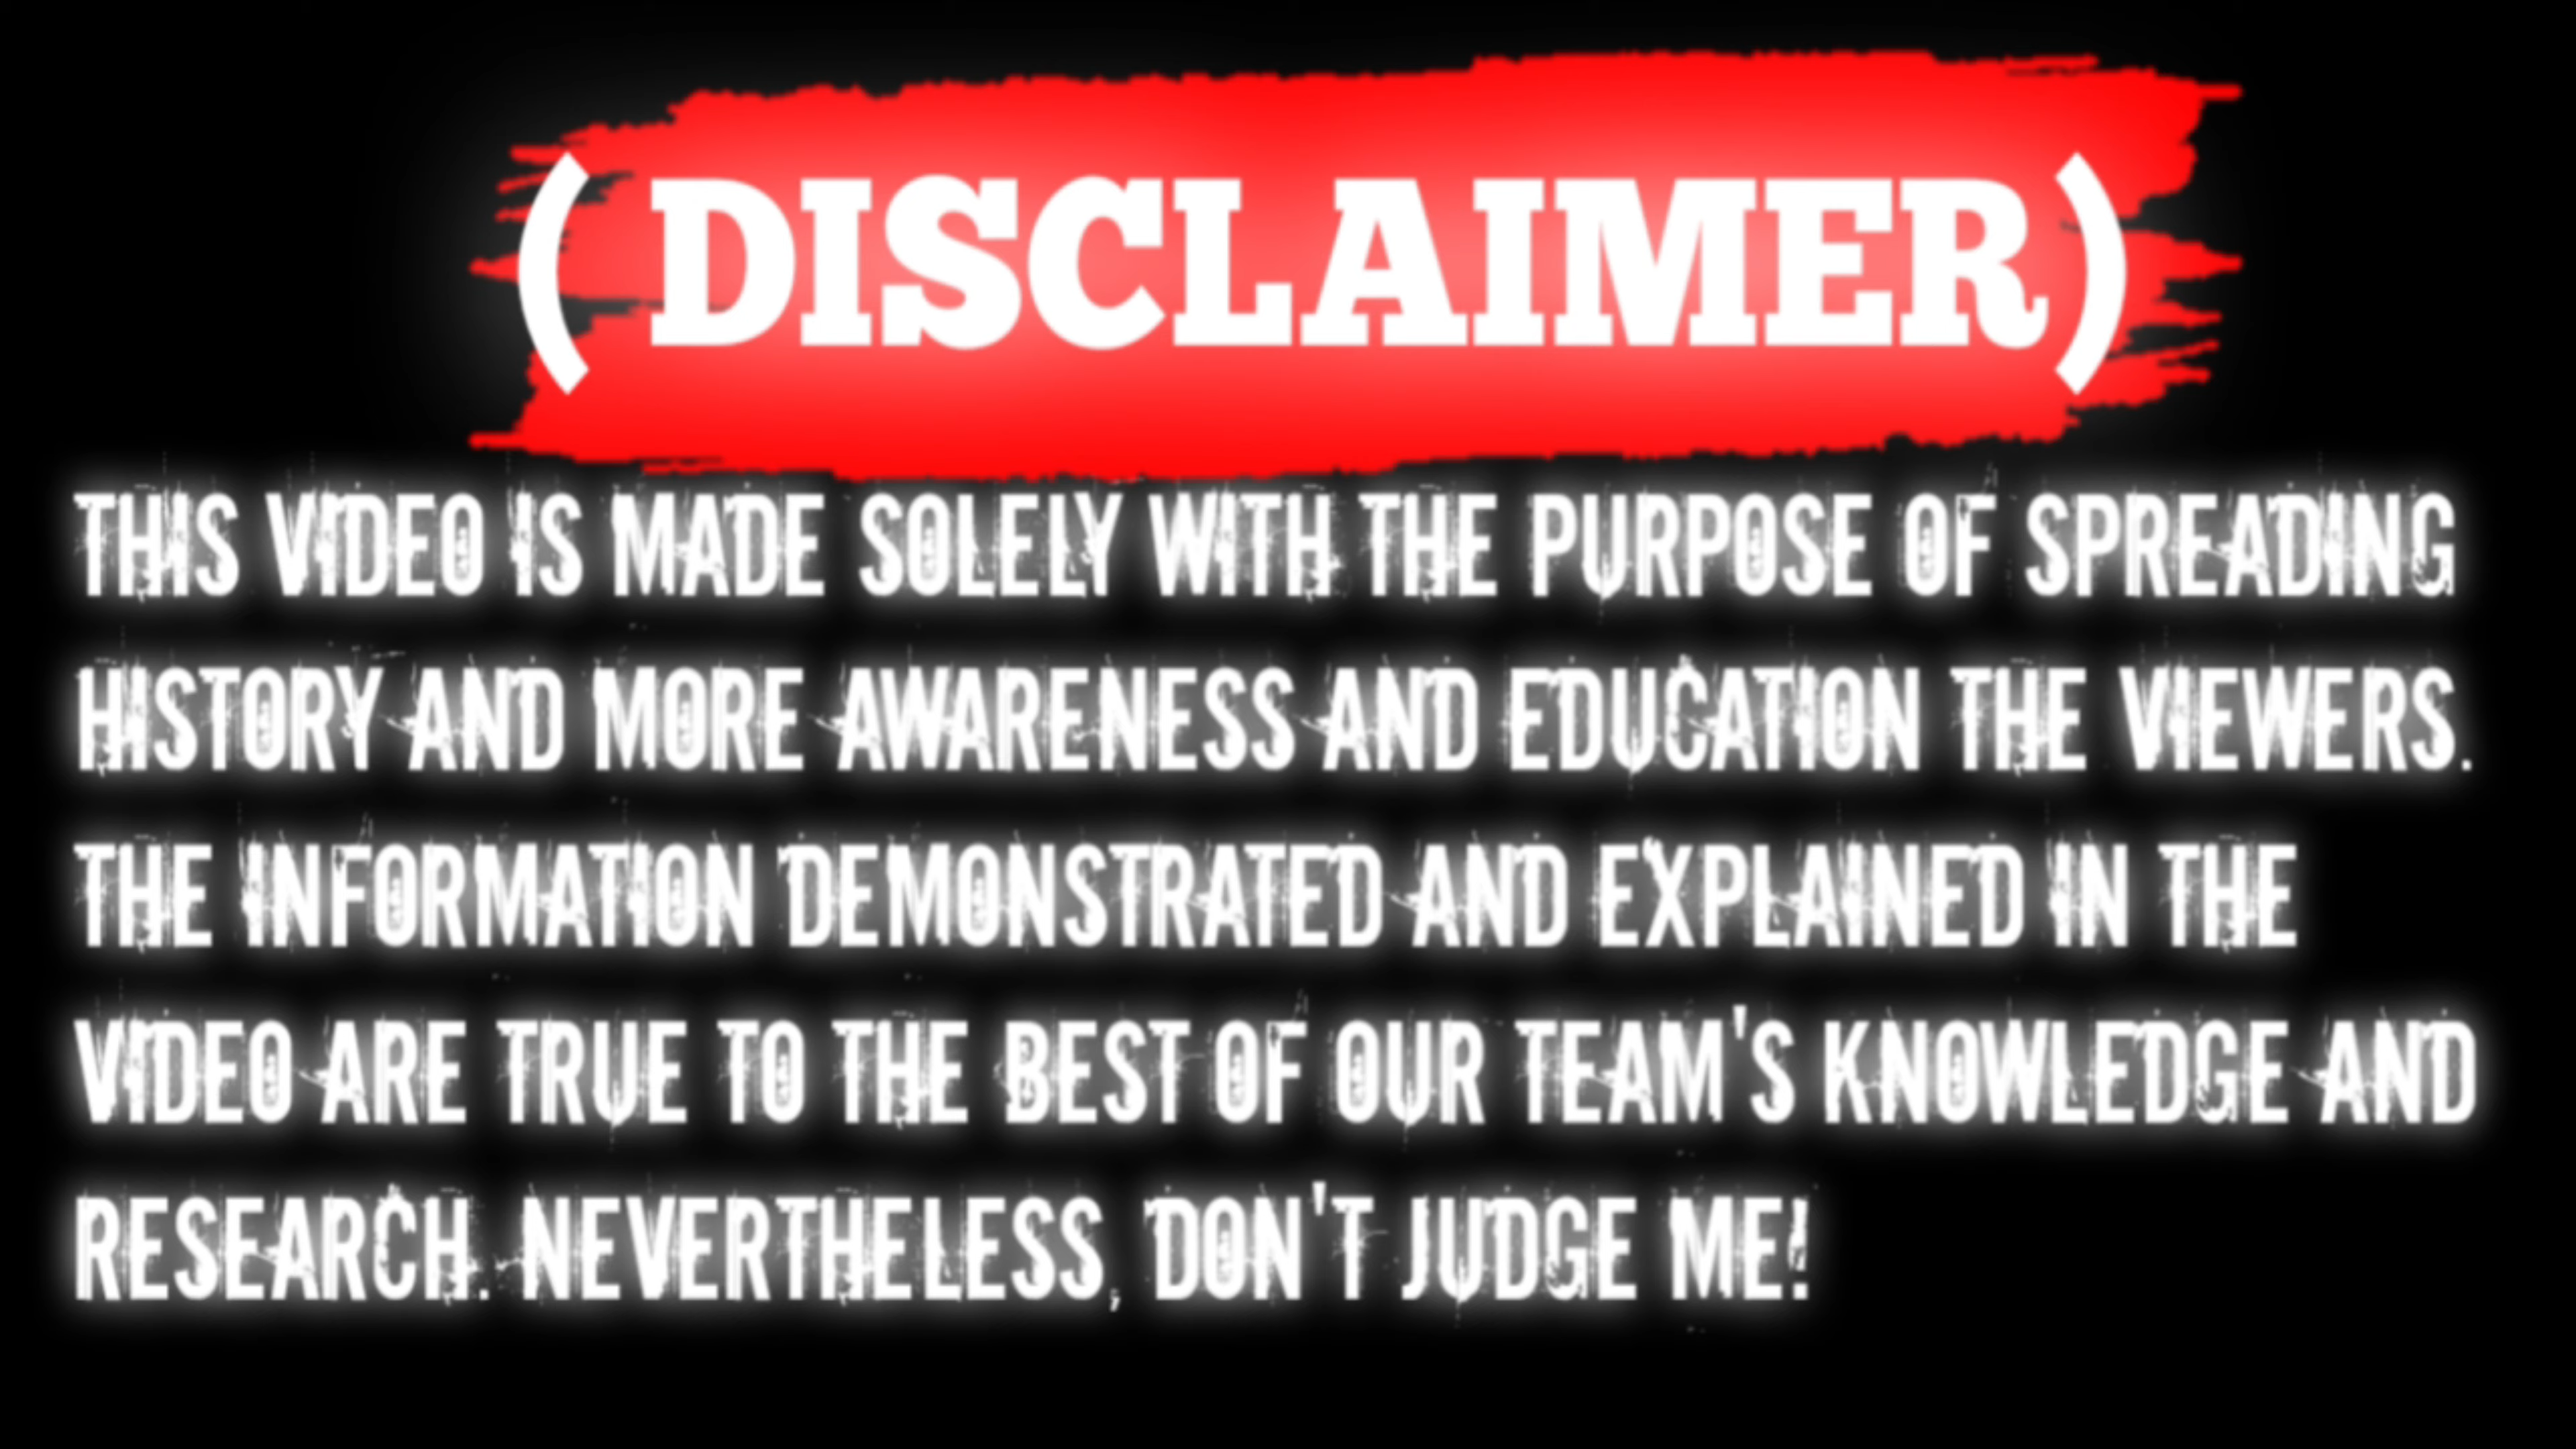 ( DISCLAIMER)
THIS VIDEO IS MADE SOLELY WITH THE PURPOSE OF SPREADING
HISTORY AND MORE AWARENESS AND EDUCATION THE VIEWERS.
THE INFORMATION DEMONSTRATED AND EXPLAINED IN THE
VIDEO ARE TRUE TO THE BEST OF OUR TEAM'S KNOWLEDGE AND
RESEARCH. NEVERTHELESS, DON'T JUDGE ME!